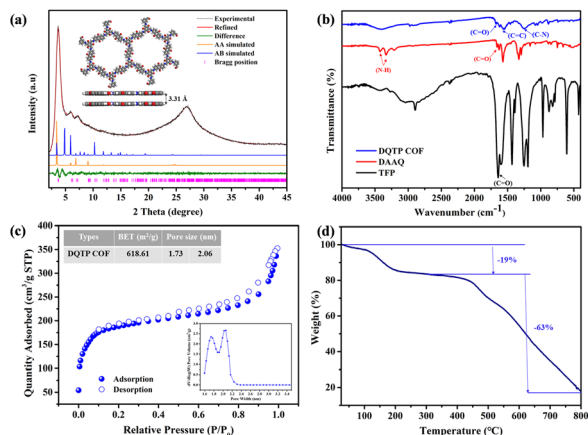 (a)
Experimental
Refined
Difference
AA simulated
AB simulated
Bragg position
3.31 Å
Intensity (a.u)
5 10 15 20 25 30 35 40 45
2 Theta (degree)
(b)
(C=O)
(C=C)
(C-N)
(N-H)
(C=O)
DQTP COF
DAAQ
TFP
(C=O)
Transmittance (%)
4000 3500 3000 2500 2000 1500 1000 500 0
Wavenumber (cm-1
(c)
Types BET (m2/g) Pore size (nm)
DQTP COF 618.61 1.73 2.06
400
350
300
250
200
150
100
50
Quantity Adsorbed (cm3/g STP)
Adsorption
Desorption
Pore Width (nm)
0.0 0.2 0.4 0.6 0.8 1.0
Relative Pressure (P/Po)
(d)
-19%
-63%
100
80
60
40
20
Weight (%)
100 200 300 400 500 600 700 800
Temperature (℃)